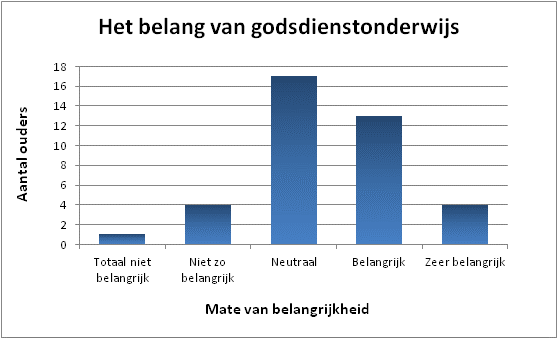 Het belang van godsdienstonderwijs
Aantal ouders
18
16
14
12
10
8
6
4
2
0
Totaal niet
belangrijk
Niet zo
belangrijk
Neutraal
Belangrijk
Zeer belangrijk
Mate van belangrijkheid